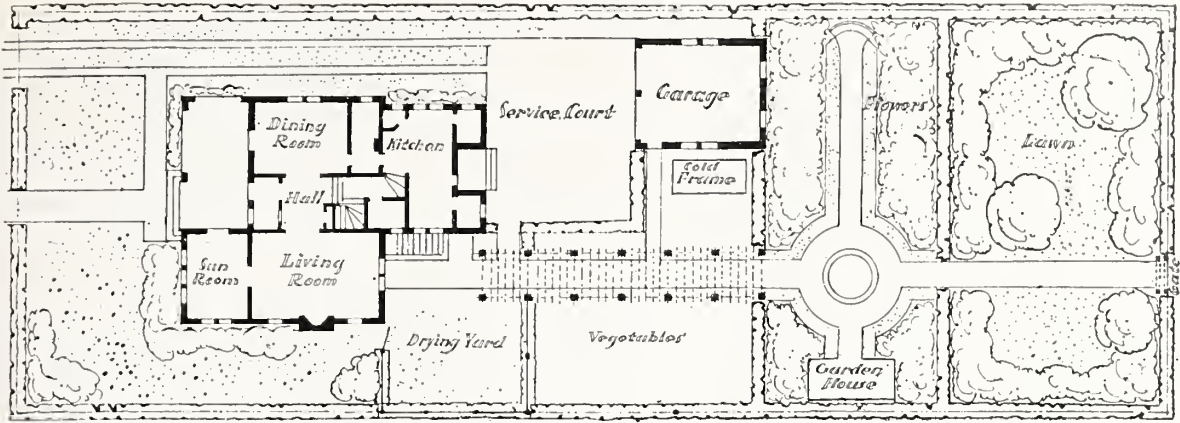 Dining
Room
Kitchen
Hall
Sun
Room
Living
Room
Service Court
Garage
Cold
Frame
Flowers
Lawn
Drying Yard
Vegetables
Garden
House
Gate